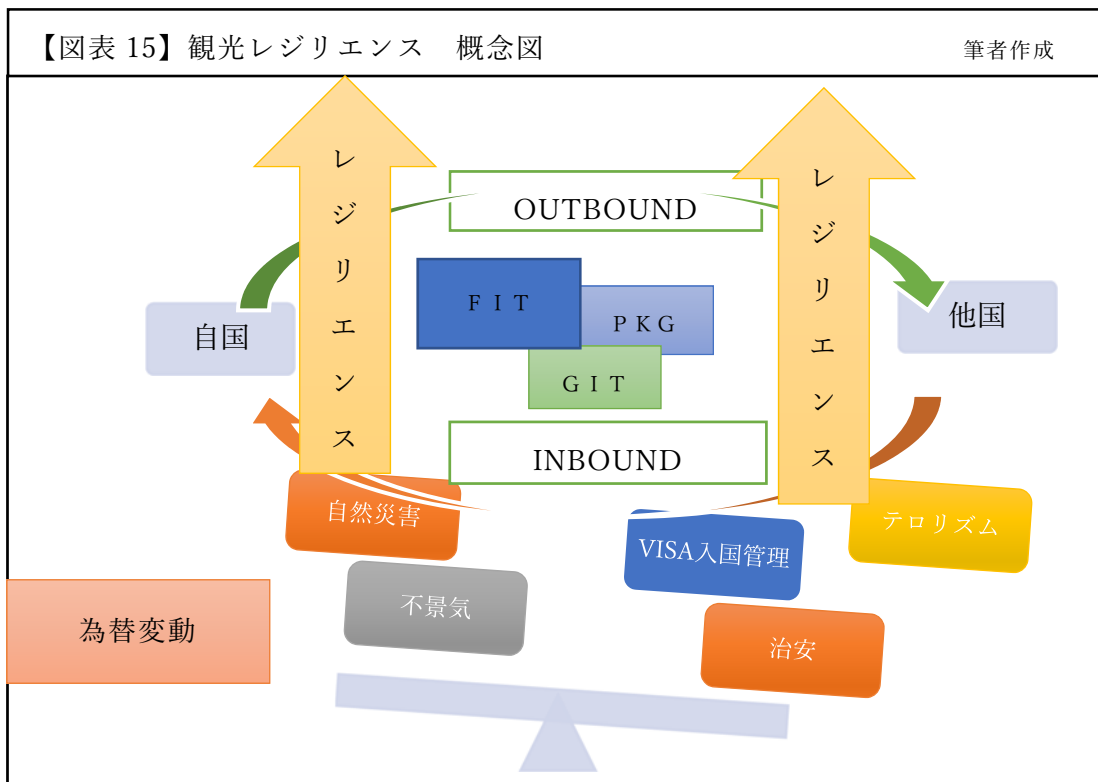 【図表 15】観光レジリエンス　概念図
筆者作成
レジリエンス
レジリエンス
OUTBOUND
ＦＩＴ
ＰＫＧ
ＧＩＴ
自国
他国
INBOUND
自然災害
テロリズム
VISA入国管理
不景気
為替変動
治安